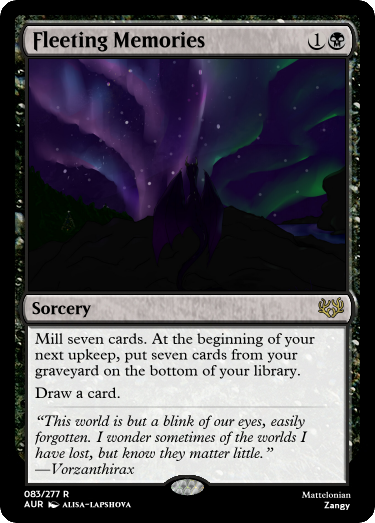 Fleeting Memories 1
Sorcery
Mill seven cards. At the beginning of your
next upkeep, put seven cards from your
graveyard on the bottom of your library.
Draw a card.
“This world is but a blink of our eyes, easily
forgotten. I wonder sometimes of the worlds I
have lost, but know they matter little.”
—Vorzanthirax
083/277 R
Mattelonian
AUR ALISA-LAPSHOVA
Zangy